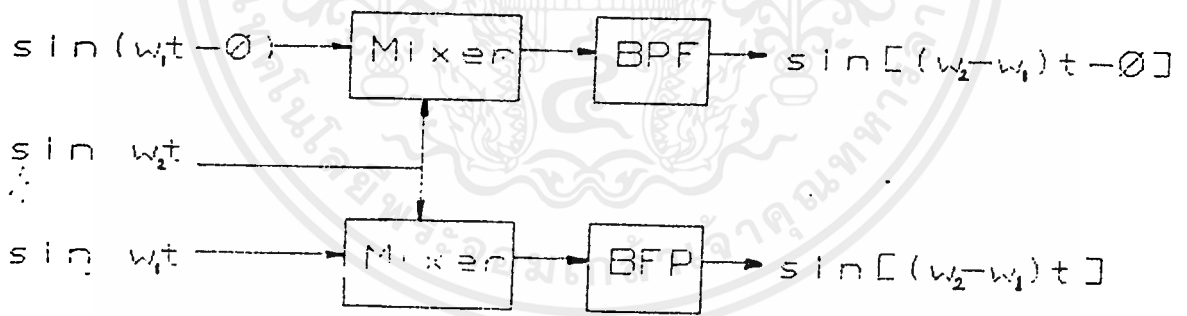 sin(w₁t-Ø) Mixer BPF sin[(w₂-w₁)t-Ø]
sin w₂t
sin w₁t Mixer BFP sin[(w₂-w₁)t]